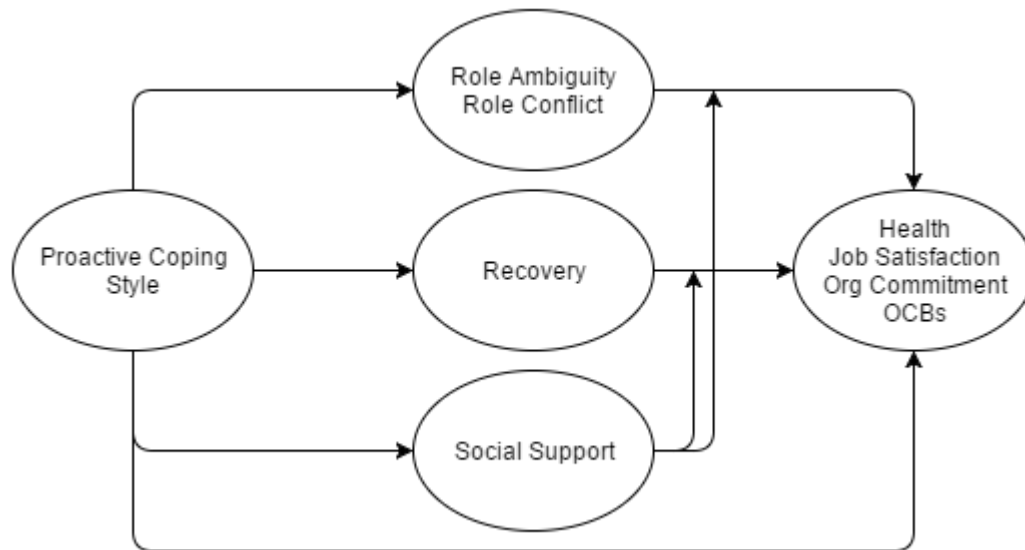 Role Ambiguity
Role Conflict
Proactive Coping
Style
Recovery
Health
Job Satisfaction
Org Commitment
OCBs
Social Support